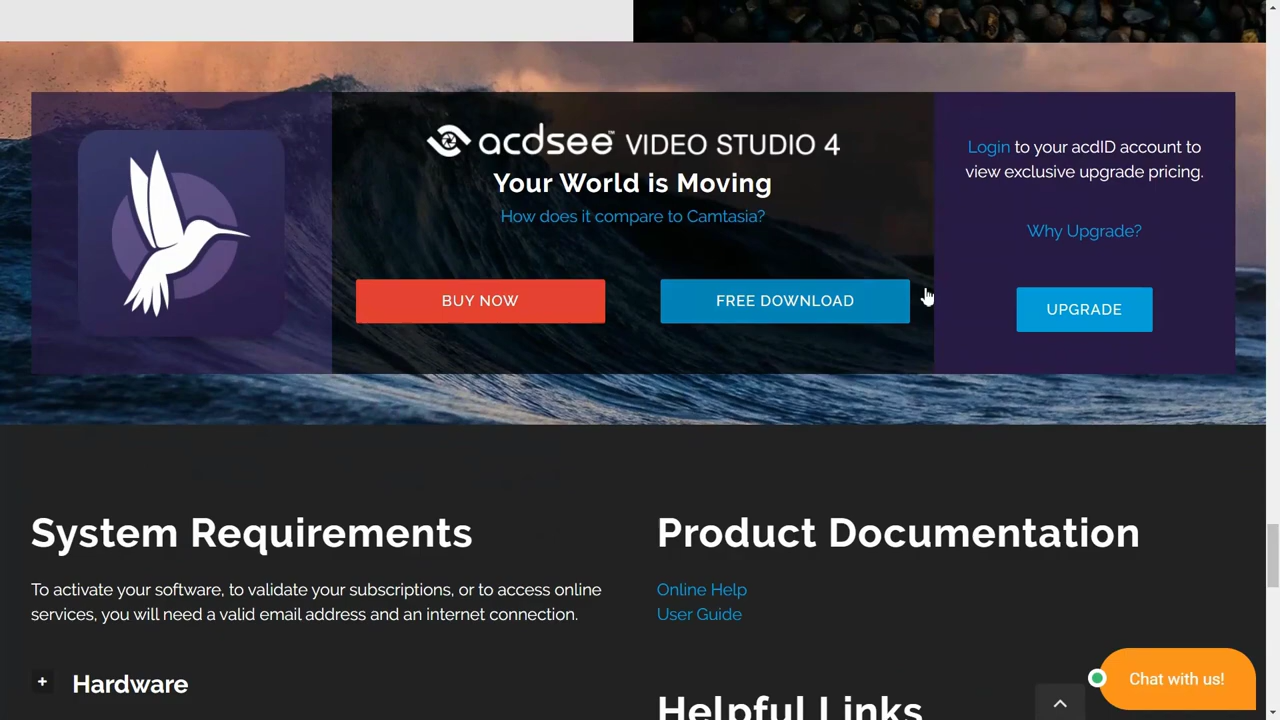 acdsee™ VIDEO STUDIO 4
Your World is Moving
How does it compare to Camtasia?
BUY NOW
FREE DOWNLOAD
Login to your acdID account to
view exclusive upgrade pricing.
Why Upgrade?
UPGRADE
System Requirements
To activate your software, to validate your subscriptions, or to access online
services, you will need a valid email address and an internet connection.
+ Hardware
Product Documentation
Online Help
User Guide
Helpful Links
Chat with us!